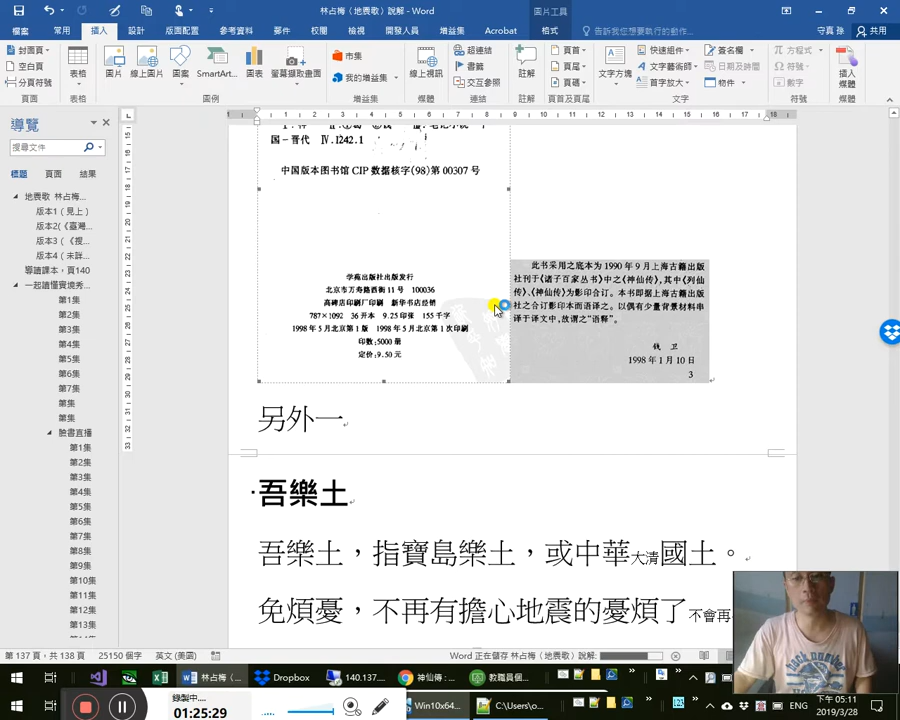 林占梅〈地震歌〉說解 - Word
圖片工具
檔案 常用 插入 設計 版面配置 參考資料 郵件 校閱 檢視 開發人員 增益集 Acrobat 格式 告訴我您想要執行的動作... 守真 孫 共用
封面頁
空白頁
分頁符號
頁面
表格
表格
圖片 線上圖片 圖案 SmartArt... 圖表 螢幕擷取畫面
圖例
市集
我的增益集
增益集
線上視訊
媒體
超連結
書籤
交互參照
連結
註解
註解
頁首
頁尾
頁碼
頁首及頁尾
文字方塊
快速組件
文字藝術師
首字放大
簽名欄
日期及時間
物件
文字
方程式
符號
數字
符號
插入媒體
媒體
導覽
搜尋文件
標題 頁面 結果
地震歌 林占梅...
版本1（見上）
版本2(《臺灣...
版本3（《搜...
版本4（未詳...
導讀課本，頁140
一起讀懂實境秀...
第1集
第2集
第3集
第4集
第5集
第6集
第7集
第集
第集
臉書直播
第1集
第2集
第3集
第4集
第5集
第6集
第7集
第8集
第9集
第10集
第11集
第12集
第13集
国－晋代 Ⅳ.I242.1
中国版本图书馆 CIP 数据核字(98)第 00307 号
学苑出版社出版发行
北京市万寿路西街 11 号 100036
高碑店印刷厂印刷 新华书店经销
787×1092 36 开本 9.25 印张 155 千字
1998 年 5 月北京第 1 版 1998 年 5 月北京第 1 次印刷
印数:5000 册
定价:9.50 元
此书采用之底本为 1990 年 9 月上海古籍出版
社刊于《诸子百家丛书》中之《神仙传》,其中《列仙
传》、《神仙传》为影印合订。本书即据上海古籍出版
社之合订影印本而语译之。以偶有少量背景材料串
译于译文中,故谓之“语释”。
钱 卫
1998 年 1 月 10 日
3
另外一
吾樂土
吾樂土，指寶島樂土，或中華大清國土。
免煩憂，不再有擔心地震的憂煩了不會再
第 137 頁，共 138 頁 25150 個字 英文 (美國) Word 正在儲存 林占梅〈地震歌〉說解:
Dropbox 140.137... 神仙傳：... 教職員個...
錄製中...
01:25:29
Win10x64... C:\Users\o...
下午 05:11
2019/3/28